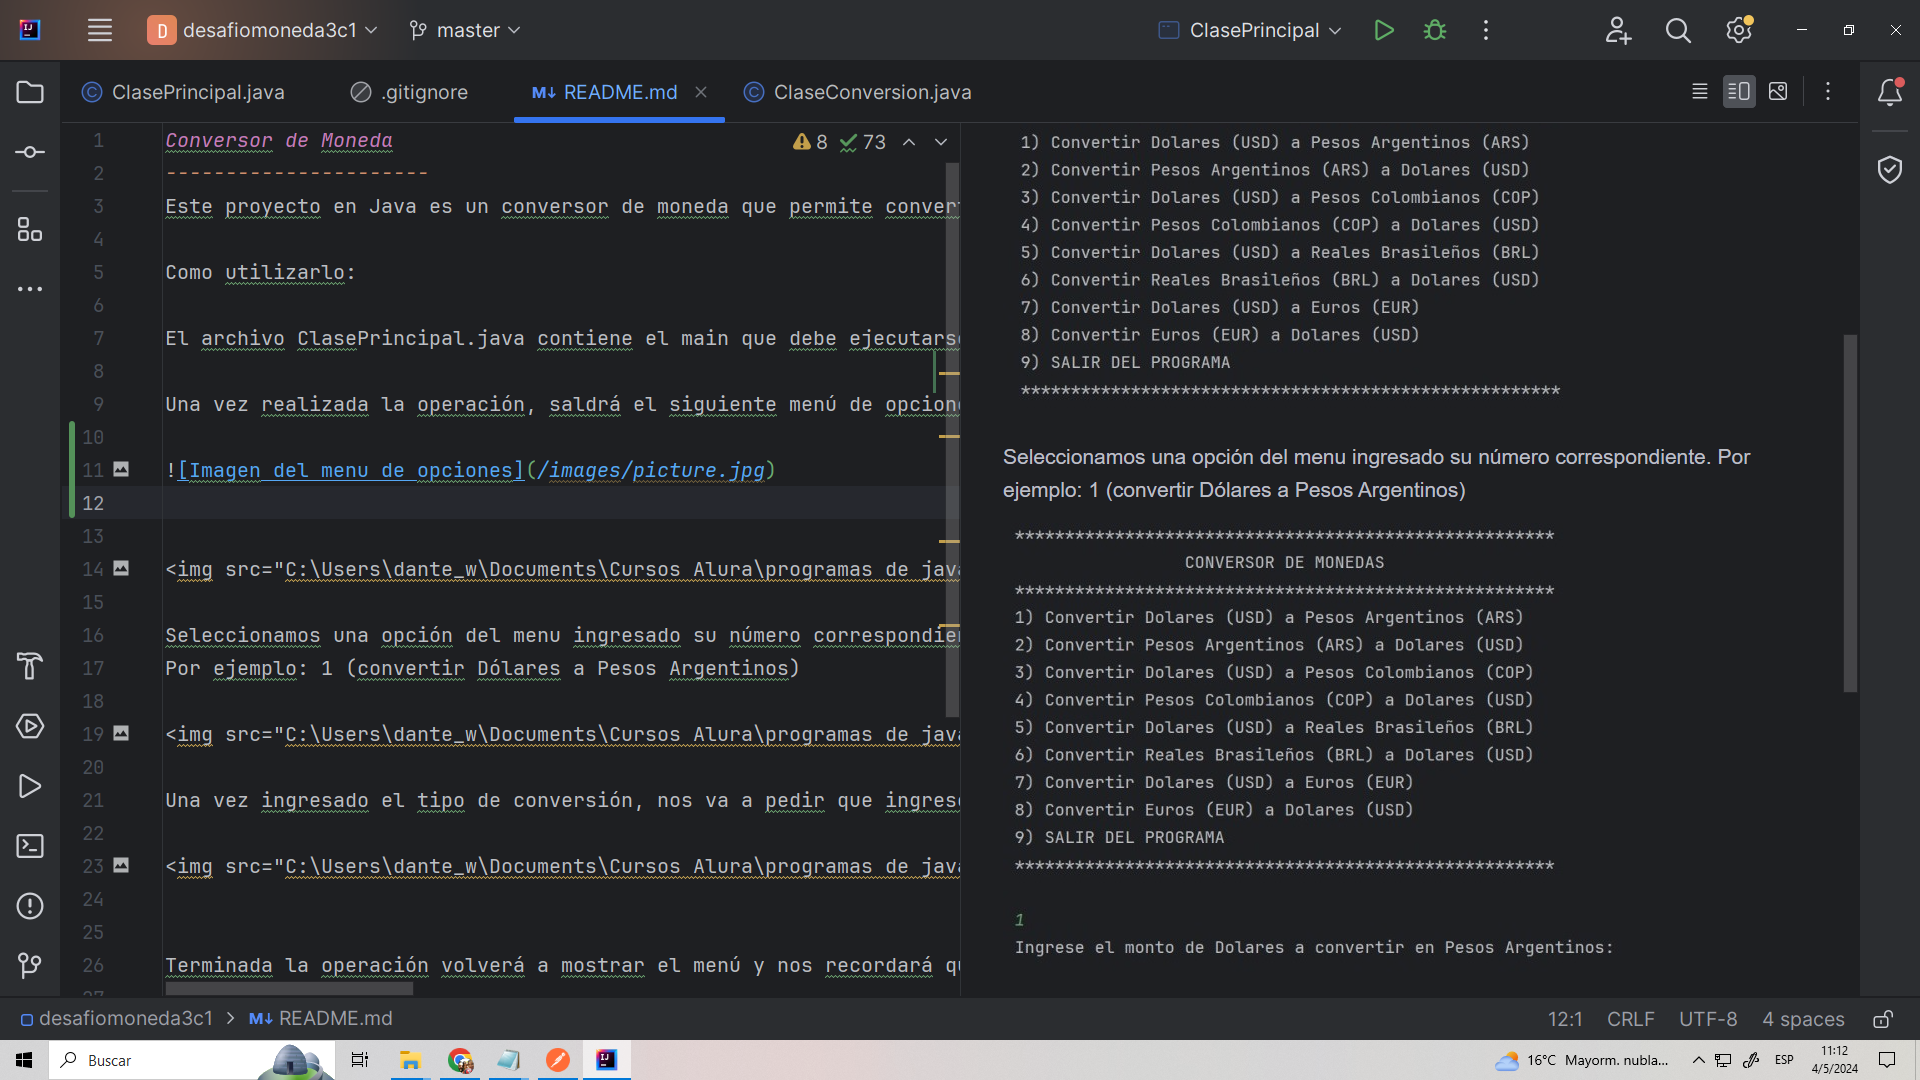 D desafiomoneda3c1 master ClasePrincipal
ClasePrincipal.java .gitignore M↓ README.md ClaseConversion.java
1 Conversor de Moneda 8 73
2 ----------------------
3 Este proyecto en Java es un conversor de moneda que permite conver
4
5 Como utilizarlo:
6
7 El archivo ClasePrincipal.java contiene el main que debe ejecutars
8
9 Una vez realizada la operación, saldrá el siguiente menú de opcion
10
11 ![Imagen del menu de opciones](/images/picture.jpg)
12
13
14 <img src="C:\Users\dante_w\Documents\Cursos Alura\programas de jav
15
16 Seleccionamos una opción del menu ingresado su número correspondie
17 Por ejemplo: 1 (convertir Dólares a Pesos Argentinos)
18
19 <img src="C:\Users\dante_w\Documents\Cursos Alura\programas de jav
20
21 Una vez ingresado el tipo de conversión, nos va a pedir que ingres
22
23 <img src="C:\Users\dante_w\Documents\Cursos Alura\programas de jav
24
25
26 Terminada la operación volverá a mostrar el menú y nos recordará q
27
1) Convertir Dolares (USD) a Pesos Argentinos (ARS)
2) Convertir Pesos Argentinos (ARS) a Dolares (USD)
3) Convertir Dolares (USD) a Pesos Colombianos (COP)
4) Convertir Pesos Colombianos (COP) a Dolares (USD)
5) Convertir Dolares (USD) a Reales Brasileños (BRL)
6) Convertir Reales Brasileños (BRL) a Dolares (USD)
7) Convertir Dolares (USD) a Euros (EUR)
8) Convertir Euros (EUR) a Dolares (USD)
9) SALIR DEL PROGRAMA
******************************************************
Seleccionamos una opción del menu ingresado su número correspondiente. Por
ejemplo: 1 (convertir Dólares a Pesos Argentinos)
******************************************************
CONVERSOR DE MONEDAS
******************************************************
1) Convertir Dolares (USD) a Pesos Argentinos (ARS)
2) Convertir Pesos Argentinos (ARS) a Dolares (USD)
3) Convertir Dolares (USD) a Pesos Colombianos (COP)
4) Convertir Pesos Colombianos (COP) a Dolares (USD)
5) Convertir Dolares (USD) a Reales Brasileños (BRL)
6) Convertir Reales Brasileños (BRL) a Dolares (USD)
7) Convertir Dolares (USD) a Euros (EUR)
8) Convertir Euros (EUR) a Dolares (USD)
9) SALIR DEL PROGRAMA
******************************************************
1
Ingrese el monto de Dolares a convertir en Pesos Argentinos:
desafiomoneda3c1 > M↓ README.md 12:1 CRLF UTF-8 4 spaces
Buscar 16°C Mayorm. nubla... ESP 11:12
4/5/2024